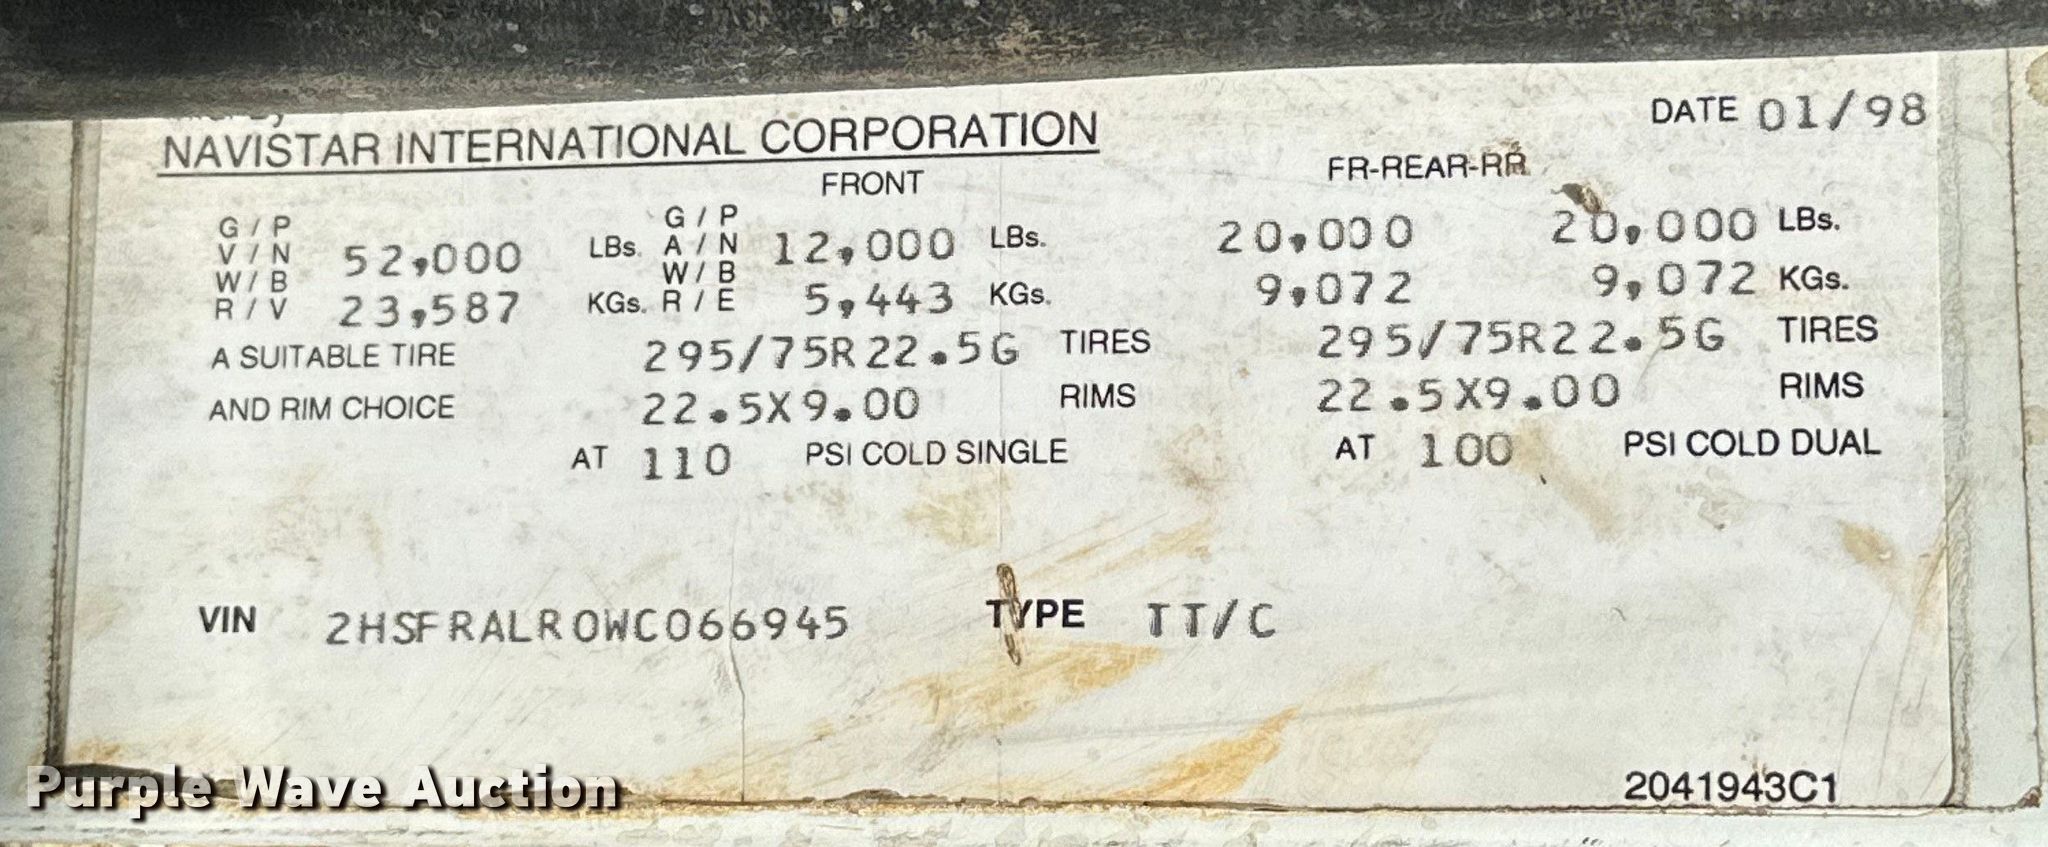 NAVISTAR INTERNATIONAL CORPORATION DATE 01/98
FRONT FR-REAR-RR
G / P G / P
V / N 52,000 LBs. A / N 12,000 LBs. 20,000 20,000 LBs.
W / B W / B
R / V 23,587 KGs. R / E 5,443 KGs. 9,072 9,072 KGs.
A SUITABLE TIRE 295/75R22.5G TIRES 295/75R22.5G TIRES
AND RIM CHOICE 22.5X9.00 RIMS 22.5X9.00 RIMS
AT 110 PSI COLD SINGLE AT 100 PSI COLD DUAL
VIN 2HSFRALR0WC066945 TYPE TT/C
2041943C1
Purple Wave Auction